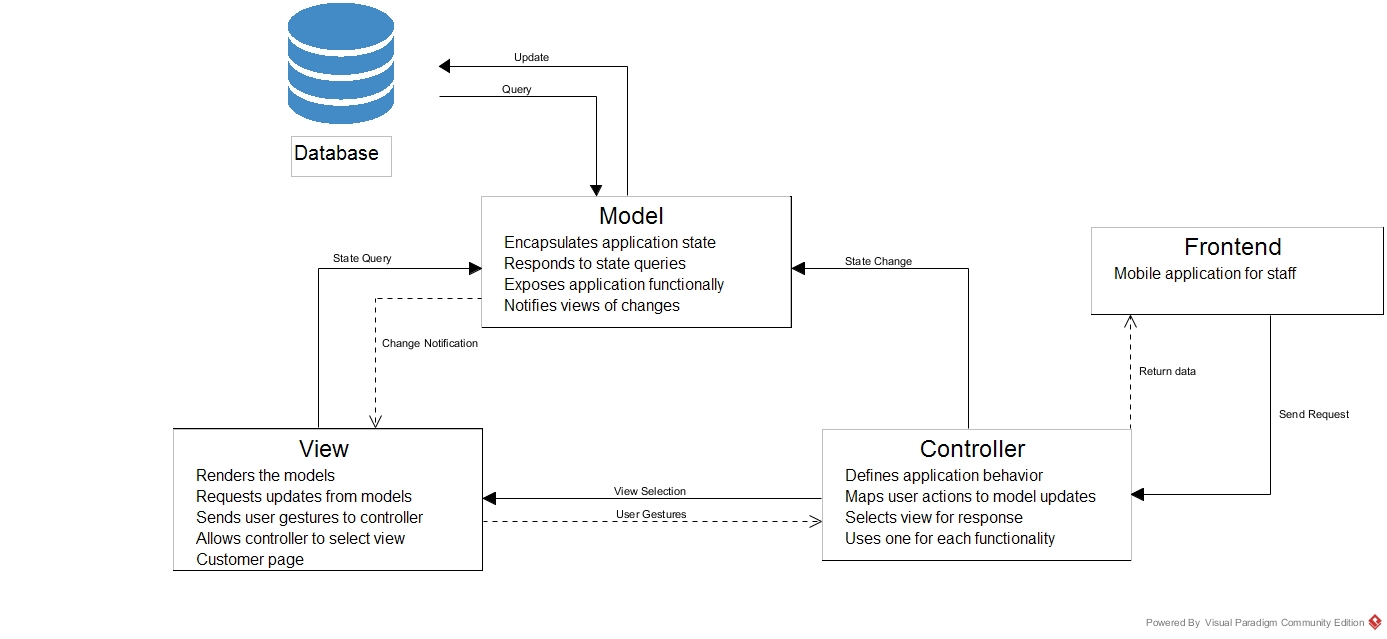 Update
Query
Database
Model
Encapsulates application state
Responds to state queries
Exposes application functionally
Notifies views of changes
Frontend
Mobile application for staff
State Query
State Change
Change Notification
Return data
Send Request
View
Renders the models
Requests updates from models
Sends user gestures to controller
Allows controller to select view
Customer page
View Selection
User Gestures
Controller
Defines application behavior
Maps user actions to model updates
Selects view for response
Uses one for each functionality
Powered By Visual Paradigm Community Edition